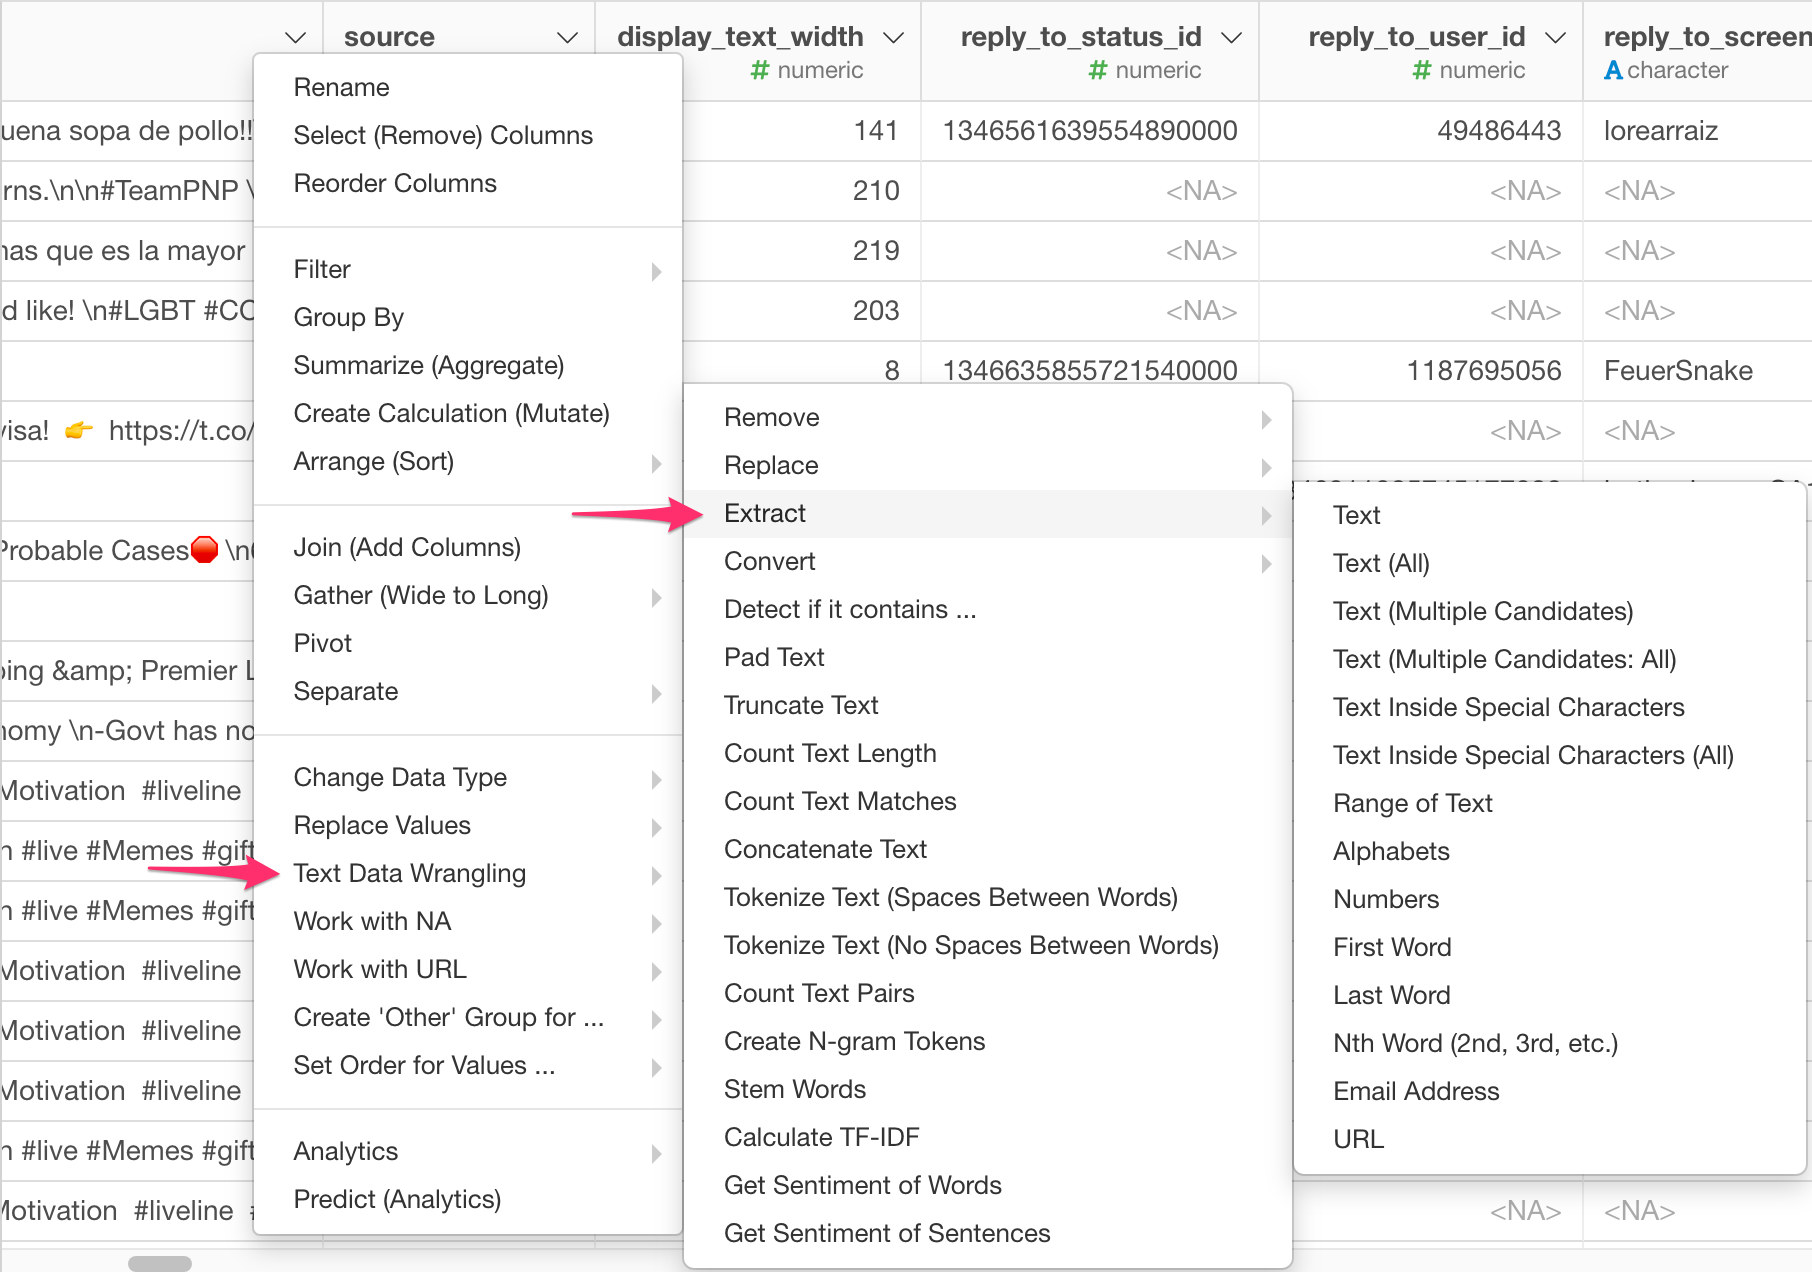 source
display_text_width
reply_to_status_id
reply_to_user_id
reply_to_screen
# numeric
# numeric
# numeric
A character
uena sopa de pollo!!
141
1346561639554890000
49486443
lorearraiz
rns.\n\n#TeamPNP \
210
<NA>
<NA>
<NA>
nas que es la mayor
219
<NA>
<NA>
<NA>
d like! \n#LGBT #CO
203
<NA>
<NA>
<NA>
8
1346635855721540000
1187695056
FeuerSnake
visa! 👉 https://t.co/
<NA>
<NA>
Probable Cases🛑 \n
ping &amp; Premier L
nomy \n-Govt has no
Motivation #liveline
n #live #Memes #gift
n #live #Memes #gift
Motivation #liveline
Motivation #liveline
Motivation #liveline
n #live #Memes #gift
Motivation #liveline
<NA>
<NA>
Rename
Select (Remove) Columns
Reorder Columns
Filter
Group By
Summarize (Aggregate)
Create Calculation (Mutate)
Arrange (Sort)
Join (Add Columns)
Gather (Wide to Long)
Pivot
Separate
Change Data Type
Replace Values
Text Data Wrangling
Work with NA
Work with URL
Create 'Other' Group for ...
Set Order for Values ...
Analytics
Predict (Analytics)
Remove
Replace
Extract
Convert
Detect if it contains ...
Pad Text
Truncate Text
Count Text Length
Count Text Matches
Concatenate Text
Tokenize Text (Spaces Between Words)
Tokenize Text (No Spaces Between Words)
Count Text Pairs
Create N-gram Tokens
Stem Words
Calculate TF-IDF
Get Sentiment of Words
Get Sentiment of Sentences
Text
Text (All)
Text (Multiple Candidates)
Text (Multiple Candidates: All)
Text Inside Special Characters
Text Inside Special Characters (All)
Range of Text
Alphabets
Numbers
First Word
Last Word
Nth Word (2nd, 3rd, etc.)
Email Address
URL